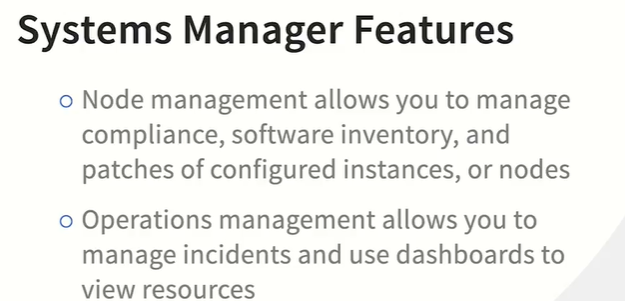 Systems Manager Features
Node management allows you to manage
compliance, software inventory, and
patches of configured instances, or nodes
Operations management allows you to
manage incidents and use dashboards to
view resources